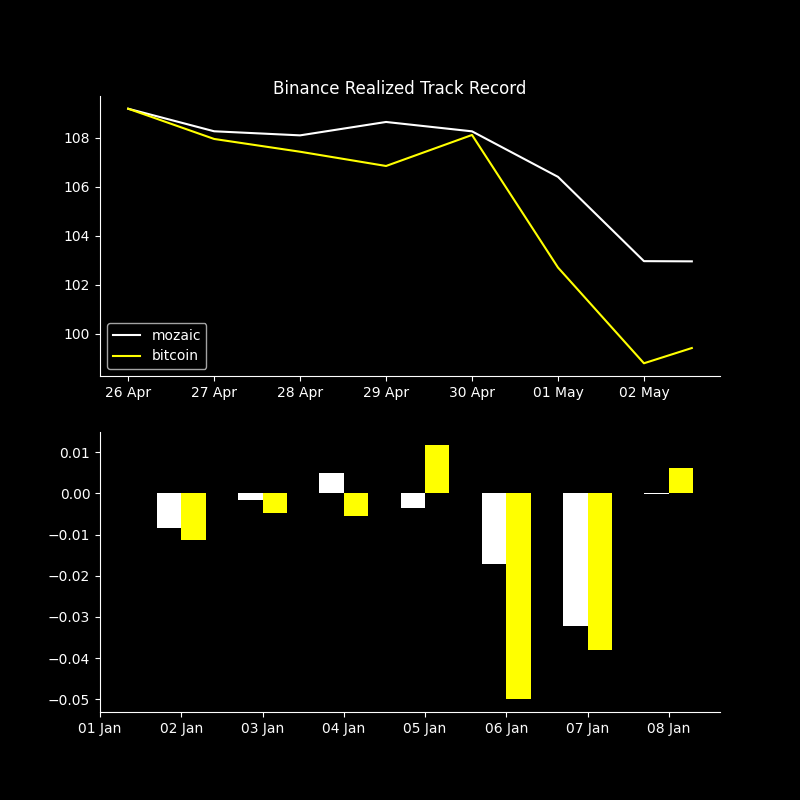 Binance Realized Track Record
108
106
104
102
100
mozaic
bitcoin
26 Apr 27 Apr 28 Apr 29 Apr 30 Apr 01 May 02 May
0.01
0.00
−0.01
−0.02
−0.03
−0.04
−0.05
01 Jan 02 Jan 03 Jan 04 Jan 05 Jan 06 Jan 07 Jan 08 Jan